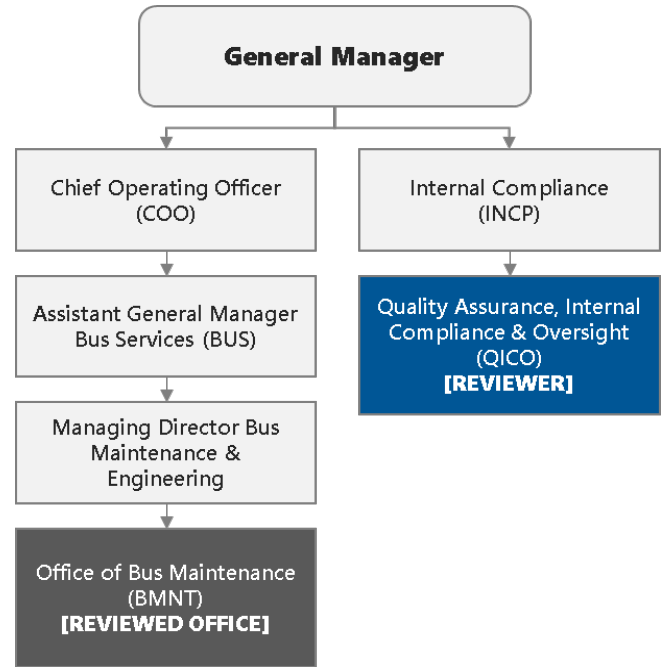 General Manager
Chief Operating Officer
(COO)
Internal Compliance
(INCP)
Assistant General Manager
Bus Services (BUS)
Quality Assurance, Internal
Compliance & Oversight
(QICO)
[REVIEWER]
Managing Director Bus
Maintenance &
Engineering
Office of Bus Maintenance
(BMNT)
[REVIEWED OFFICE]